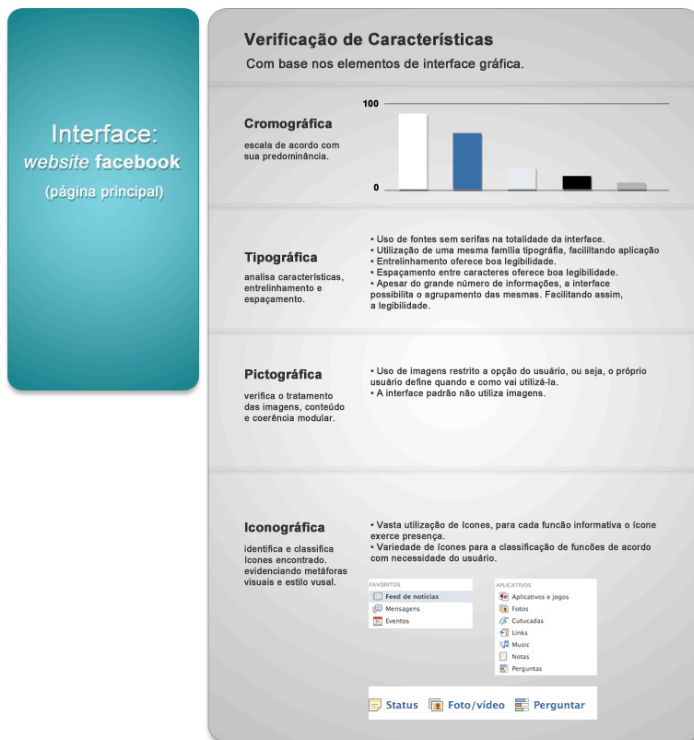 Interface:
website facebook
(página principal)
Verificação de Características
Com base nos elementos de interface gráfica.
Cromográfica
escala de acordo com
sua predominância.
100
0
Tipográfica
analisa características,
entrelinhamento e
espaçamento.
• Uso de fontes sem serifas na totalidade da interface.
• Utilização de uma mesma família tipografia, facililtando aplicação
• Entrelinhamento oferece boa legibilidade.
• Espaçamento entre caracteres oferece boa legibilidade.
• Apesar do grande número de informações, a interface
possibilita o agrupamento das mesmas. Facilitando assim,
a legibilidade.
Pictográfica
verifica o tratamento
das imagens, conteúdo
e coerência modular.
• Uso de imagens restrito a opção do usuário, ou seja, o próprio
usuário define quando e como vai utilizá-la.
• A interface padrão não utiliza imagens.
Iconográfica
identifica e classifica
ícones encontrado.
evidenciando metáforas
visuais e estilo vusal.
• Vasta utilização de ícones, para cada funcão informativa o ícone
exerce presença.
• Variedade de ícones para a classificação de funcões de acordo
com necessidade do usuário.
FAVORITOS
Feed de notícias
Mensagens
Eventos
APLICATIVOS
Aplicativos e jogos
Fotos
Cutucadas
Links
Music
Notas
Perguntas
Status Foto/vídeo Perguntar